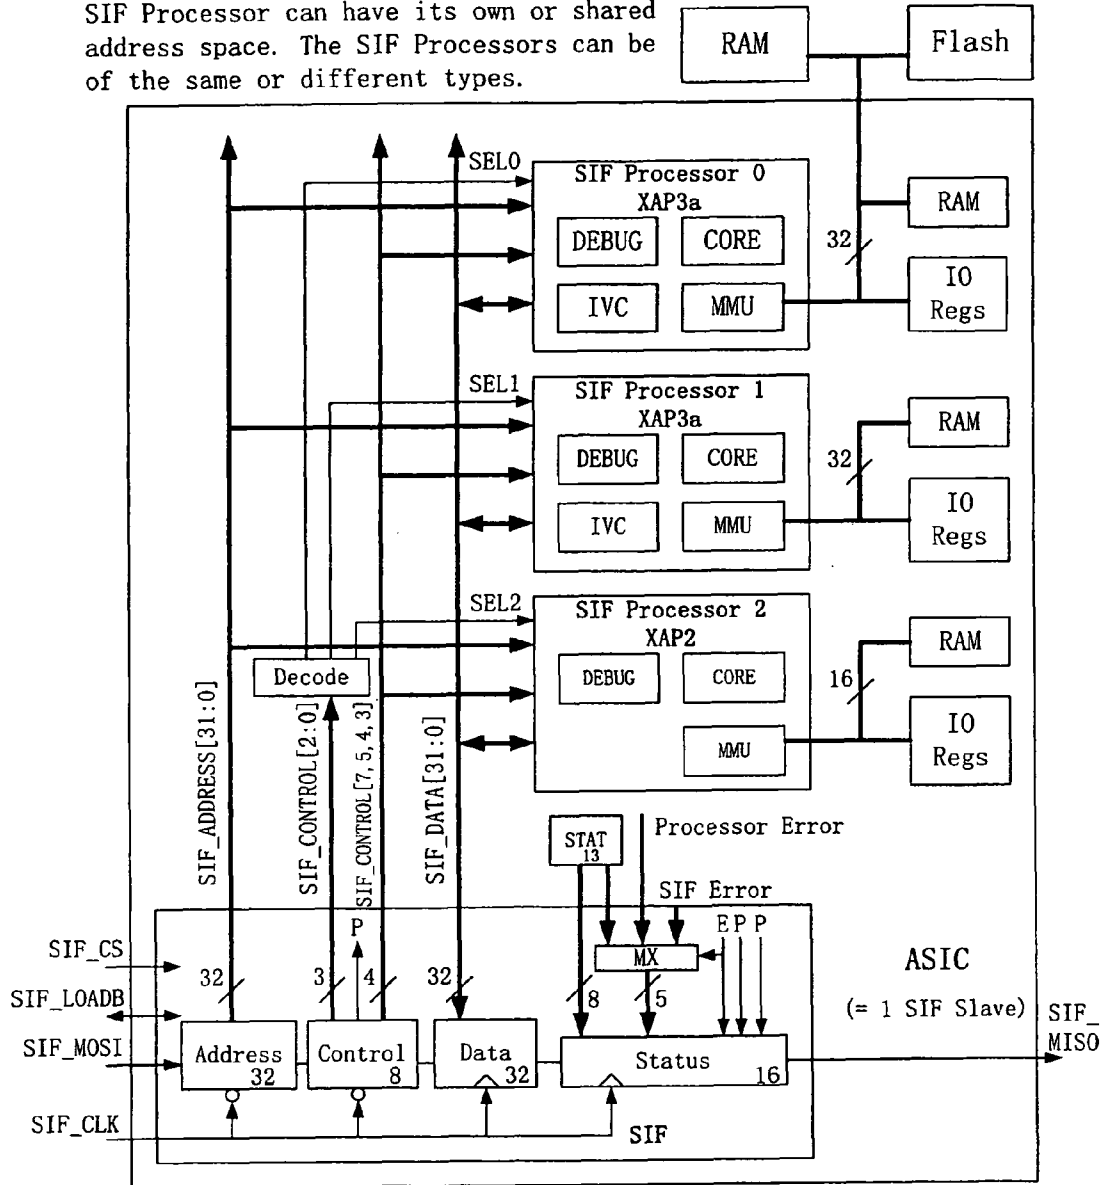 SIF Processor can have its own or shared
address space. The SIF Processors can be
of the same or different types.
RAM
Flash
SEL0
SIF Processor 0
XAP3a
DEBUG
CORE
IVC
MMU
32
RAM
IO
Regs
SEL1
SIF Processor 1
XAP3a
DEBUG
CORE
IVC
MMU
32
RAM
IO
Regs
SEL2
SIF Processor 2
XAP2
DEBUG
CORE
MMU
16
RAM
IO
Regs
Decode
SIF_ADDRESS[31:0]
SIF_CONTROL[2:0]
SIF_CONTROL[7,5,4,3]
SIF_DATA[31:0]
STAT
13
Processor Error
SIF Error
E P P
MX
P
32
3
4
32
8
5
SIF_CS
SIF_LOADB
SIF_MOSI
SIF_CLK
Address
32
Control
8
Data
32
Status
16
SIF
ASIC
(= 1 SIF Slave)
SIF_
MISO